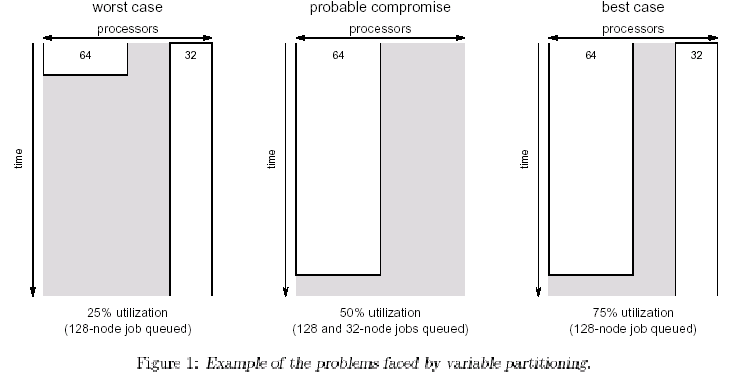 worst case
processors
64
32
time
25% utilization
(128-node job queued)
probable compromise
processors
64
time
50% utilization
(128 and 32-node jobs queued)
best case
processors
64
32
time
75% utilization
(128-node job queued)
Figure 1: Example of the problems faced by variable partitioning.